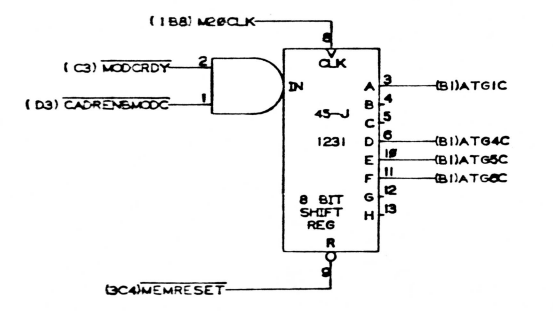 (1B8) M20CLK
8
CLK
(C3) MODCRDY
2
(D3) CADRENBMODC
1
IN
A 3 (B1)ATG1C
B 4
45-J
C 5
1231
D 6 (B1)ATG4C
E 10 (B1)ATG5C
F 11 (B1)ATG6C
8 BIT
G 12
SHIFT
H 13
REG
R
9
(3C4)MEMRESET